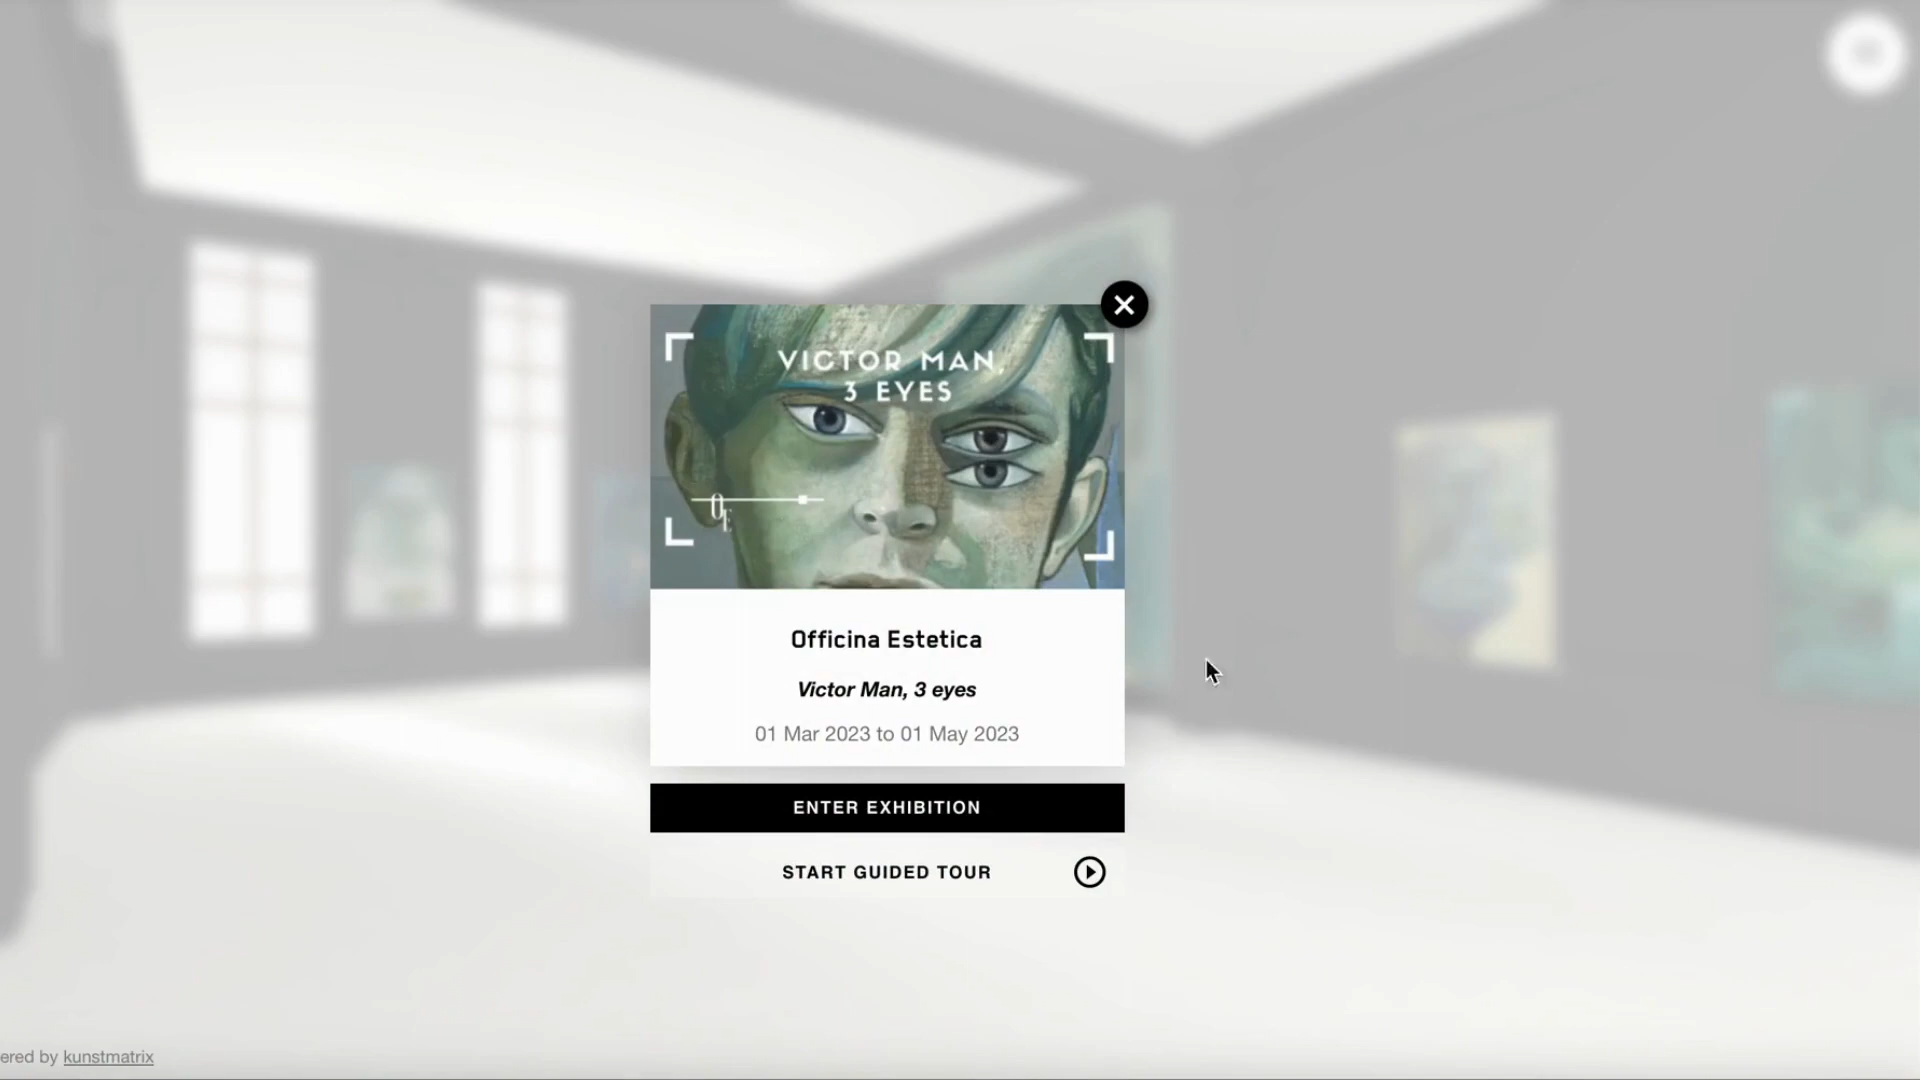 VICTOR MAN,
3 EYES
OE
Officina Estetica
Victor Man, 3 eyes
01 Mar 2023 to 01 May 2023
ENTER EXHIBITION
START GUIDED TOUR
ered by kunstmatrix